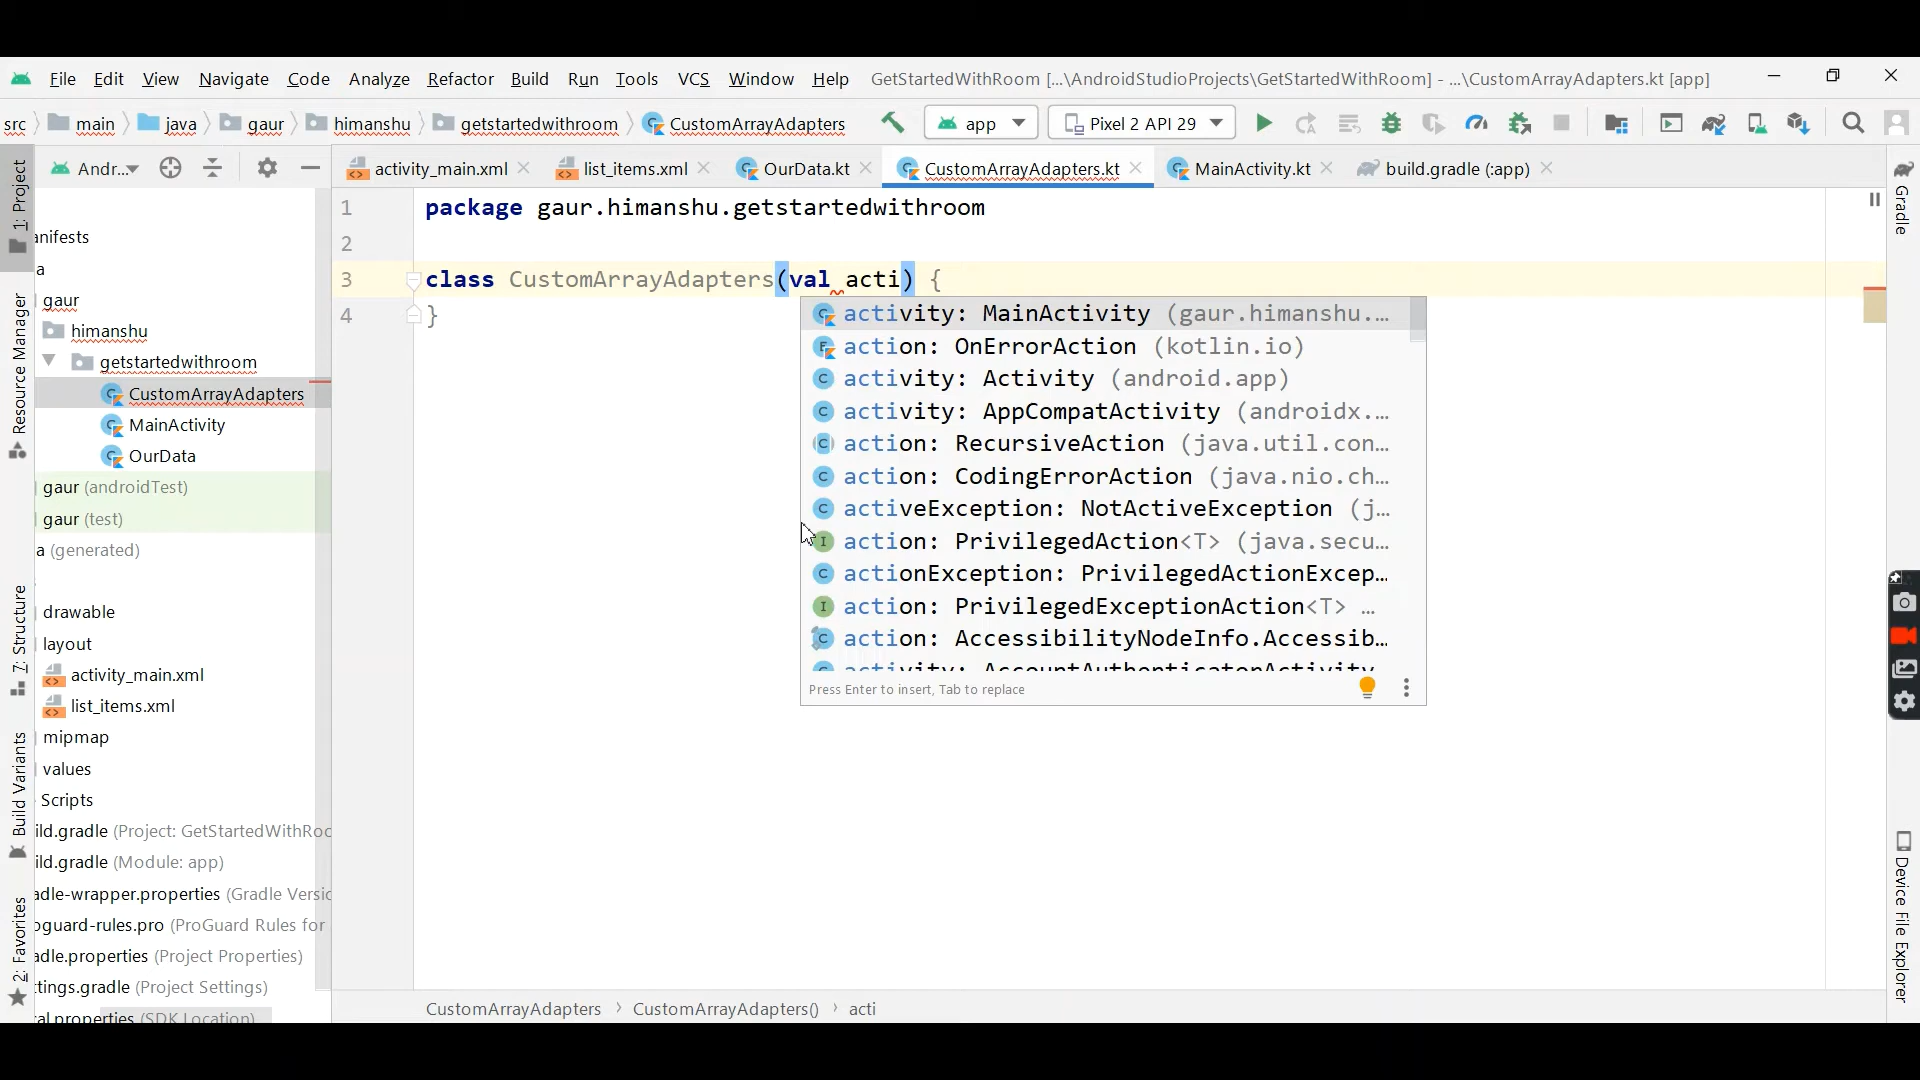 File Edit View Navigate Code Analyze Refactor Build Run Tools VCS Window Help GetStartedWithRoom [...\AndroidStudioProjects\GetStartedWithRoom] - ...\CustomArrayAdapters.kt [app]
src main java gaur himanshu getstartedwithroom CustomArrayAdapters app Pixel 2 API 29
Andr... activity_main.xml list_items.xml OurData.kt CustomArrayAdapters.kt MainActivity.kt build.gradle (:app)
1: Project
Resource Manager
7: Structure
Build Variants
2: Favorites
anifests
a
gaur
himanshu
getstartedwithroom
CustomArrayAdapters
MainActivity
OurData
gaur (androidTest)
gaur (test)
a (generated)
drawable
layout
activity_main.xml
list_items.xml
mipmap
values
Scripts
ild.gradle (Project: GetStartedWithRoo
ild.gradle (Module: app)
adle-wrapper.properties (Gradle Versio
oguard-rules.pro (ProGuard Rules for
adle.properties (Project Properties)
ttings.gradle (Project Settings)
al.properties (SDK Location)
1 package gaur.himanshu.getstartedwithroom
2
3 class CustomArrayAdapters(val acti) {
4 }
activity: MainActivity (gaur.himanshu....
action: OnErrorAction (kotlin.io)
activity: Activity (android.app)
activity: AppCompatActivity (androidx....
action: RecursiveAction (java.util.con...
action: CodingErrorAction (java.nio.ch...
activeException: NotActiveException (j...
action: PrivilegedAction<T> (java.secu...
actionException: PrivilegedActionExcep...
action: PrivilegedExceptionAction<T> ...
action: AccessibilityNodeInfo.Accessib...
activity: AccountAuthenticatorActivity
Press Enter to insert, Tab to replace
CustomArrayAdapters CustomArrayAdapters() acti
Gradle
Device File Explorer